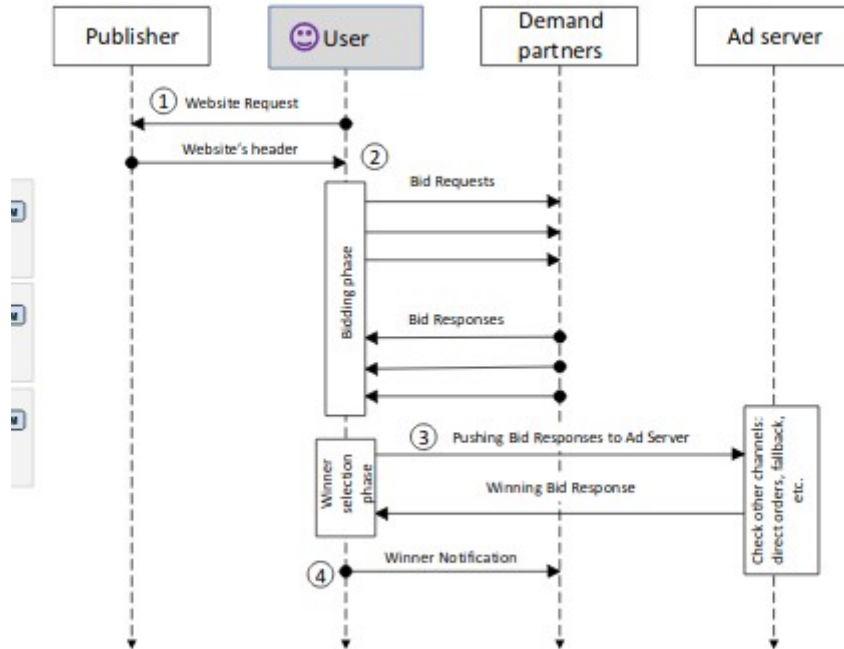 Publisher
User
Demand
partners
Ad server
1 Website Request
Website's header
2
Bid Requests
Bidding phase
Bid Responses
3 Pushing Bid Responses to Ad Server
Winner
selection
phase
Winning Bid Response
Check other channels:
direct orders, fallback,
etc.
4 Winner Notification